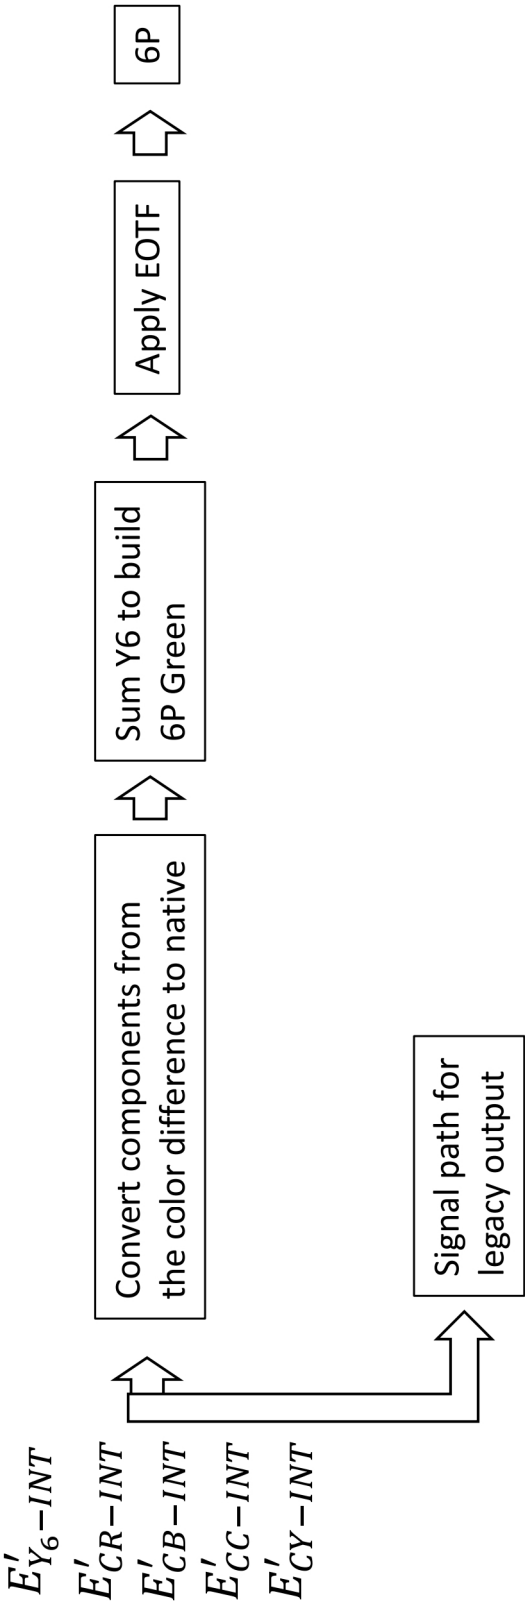 E′Y₆−INT
E′CR−INT
E′CB−INT
E′CC−INT
E′CY−INT
Convert components from
the color difference to native
Sum Y6 to build
6P Green
Apply EOTF
6P
Signal path for
legacy output